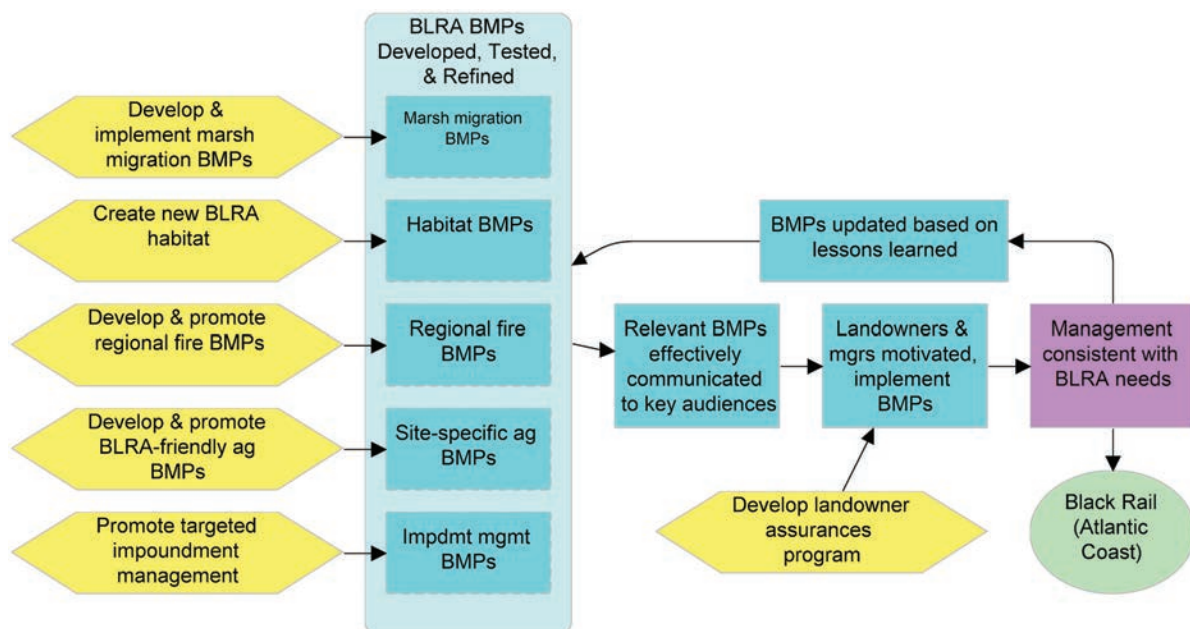 BLRA BMPs
Developed, Tested,
& Refined
Develop &
implement marsh
migration BMPs
Marsh migration
BMPs
Create new BLRA
habitat
Habitat BMPs
BMPs updated based on
lessons learned
Develop & promote
regional fire BMPs
Regional fire
BMPs
Relevant BMPs
effectively
communicated
to key audiences
Landowners &
mgrs motivated,
implement
BMPs
Management
consistent with
BLRA needs
Develop & promote
BLRA-friendly ag
BMPs
Site-specific ag
BMPs
Develop landowner
assurances
program
Black Rail
(Atlantic
Coast)
Promote targeted
impoundment
management
Impdmt mgmt
BMPs